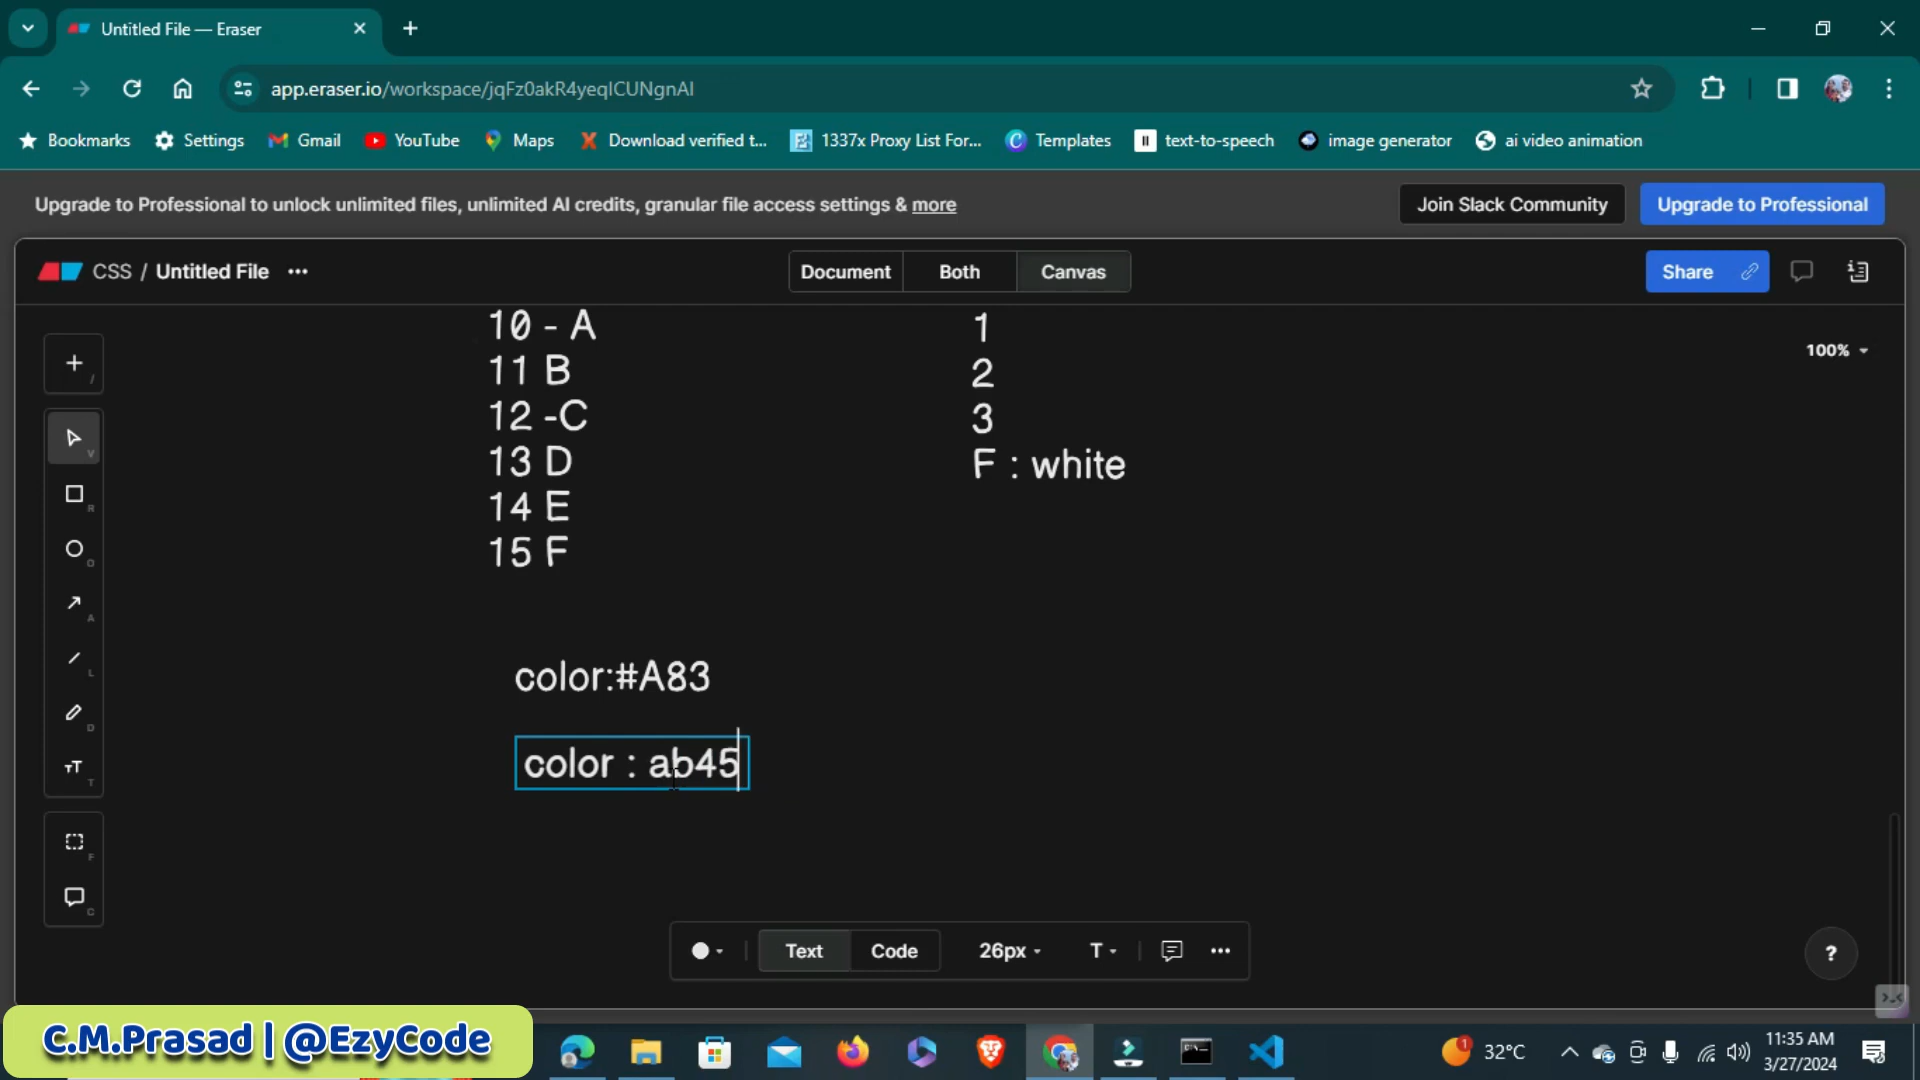 Untitled File — Eraser
app.eraser.io/workspace/jqFz0akR4yeqICUNgnAI
Bookmarks Settings Gmail YouTube Maps Download verified t... 1337x Proxy List For... Templates text-to-speech image generator ai video animation
Upgrade to Professional to unlock unlimited files, unlimited AI credits, granular file access settings & more
Join Slack Community Upgrade to Professional
CSS / Untitled File ••• Document Both Canvas Share
100%
10 - A
11 B
12 -C
13 D
14 E
15 F
1
2
3
F : white
color:#A83
color : ab45
/
V
R
O
A
L
D
T
F
C
Text Code 26px T •••
?
C.M.Prasad | @EzyCode
1 32°C 11:35 AM
3/27/2024